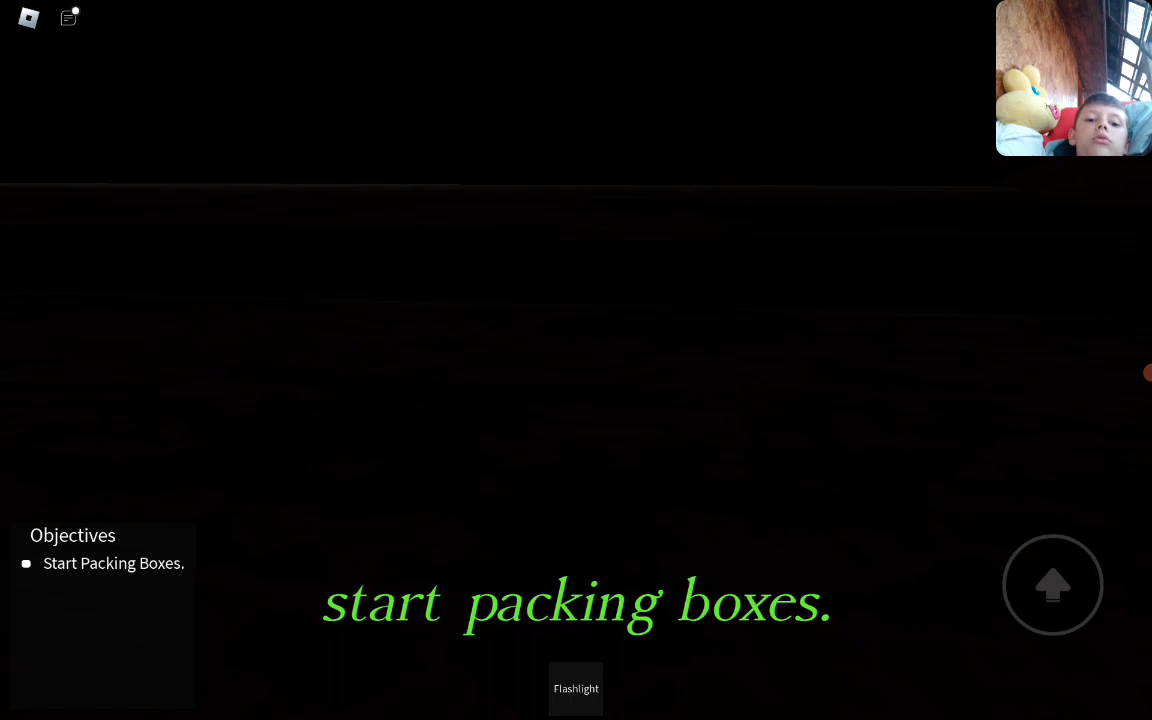 Objectives
Start Packing Boxes.
start packing boxes.
Flashlight